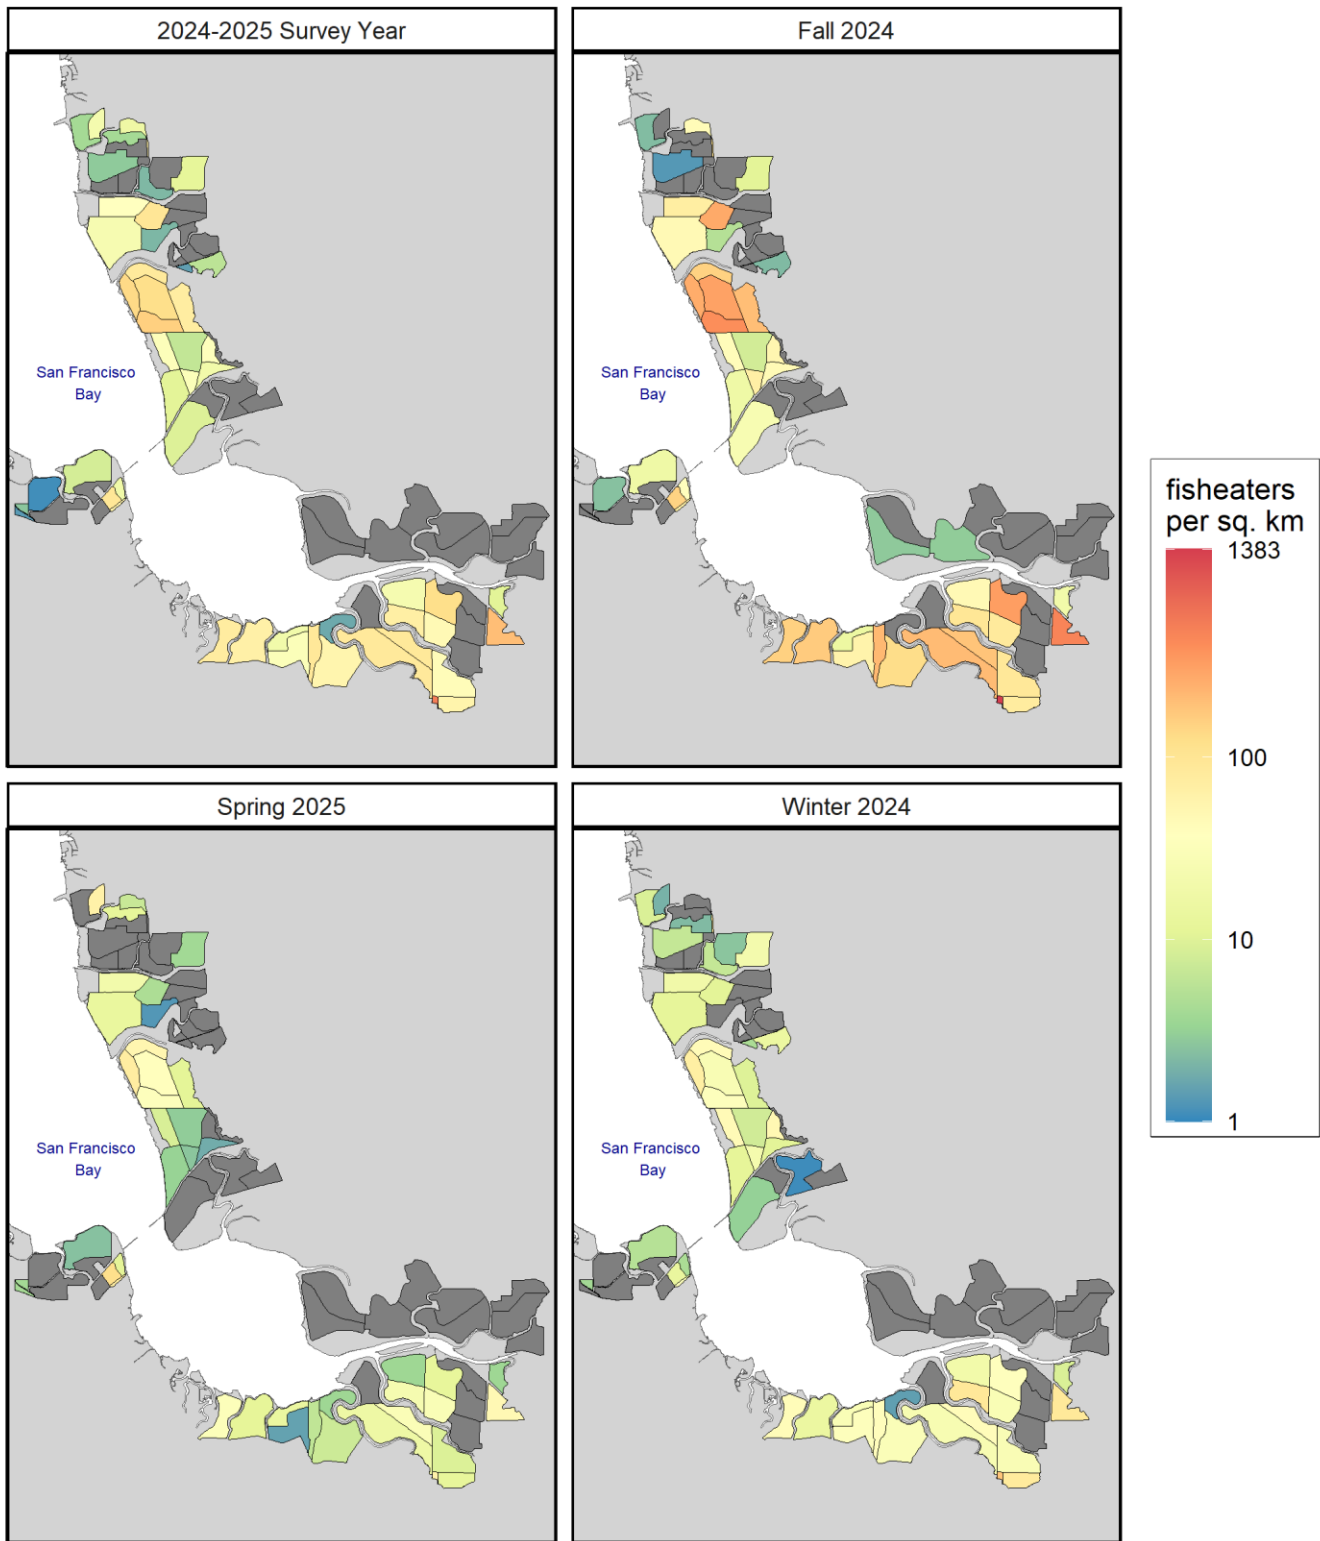 2024-2025 Survey Year
Fall 2024
San Francisco
Bay
San Francisco
Bay
fisheaters
per sq. km
1383
100
10
1
Spring 2025
Winter 2024
San Francisco
Bay
San Francisco
Bay